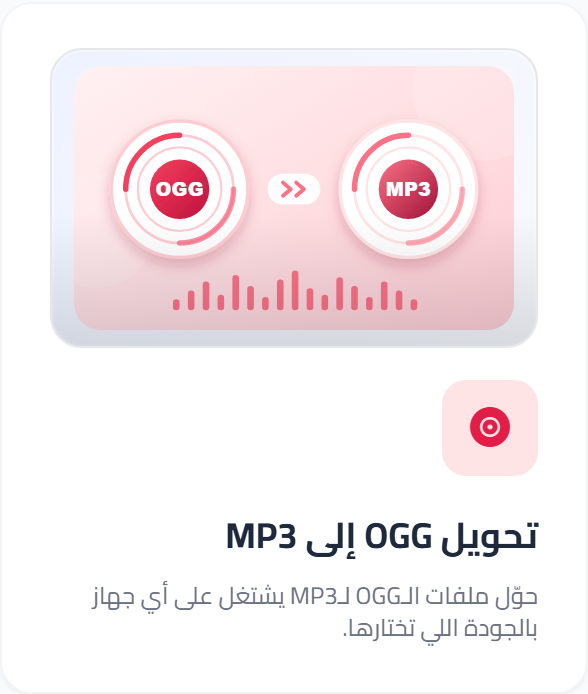 OGG
MP3
تحويل OGG إلى MP3
حوّل ملفات الـOGG لـMP3 يشتغل على أي جهاز
بالجودة اللي تختارها.